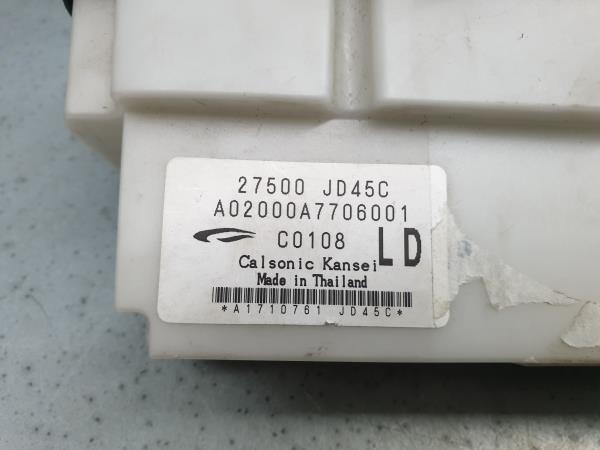 27500 JD45C
A02000A7706001
C0108 LD
Calsonic Kansei
Made in Thailand
*A1710761 JD45C*